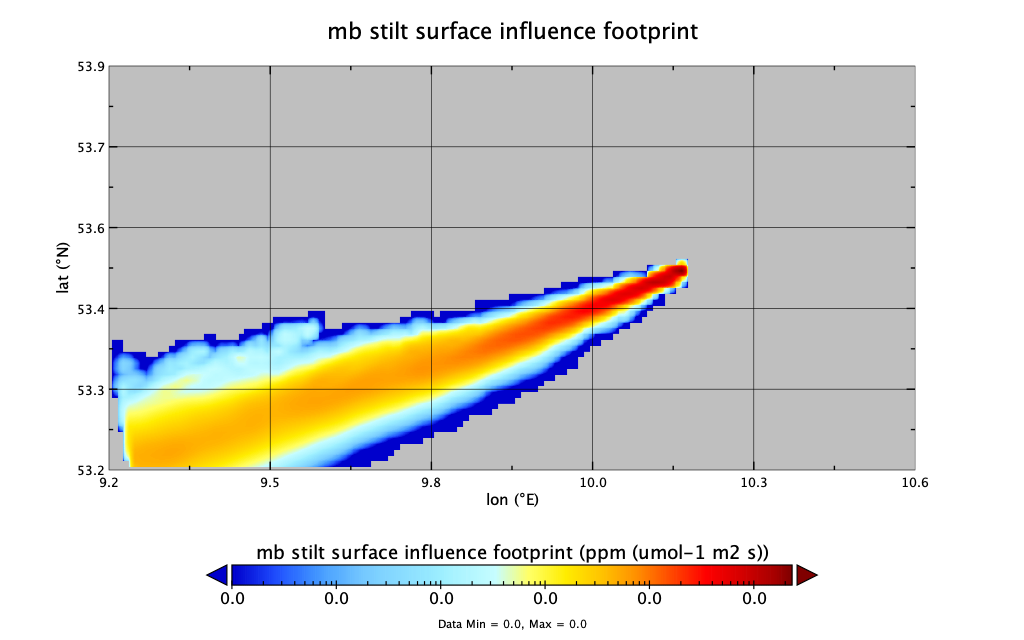 mb stilt surface influence footprint
53.9
53.7
53.6
lat (°N)
53.4
53.3
53.2
9.2 9.5 9.8 10.0 10.3 10.6
lon (°E)
mb stilt surface influence footprint (ppm (umol-1 m2 s))
0.0 0.0 0.0 0.0 0.0 0.0
Data Min = 0.0, Max = 0.0